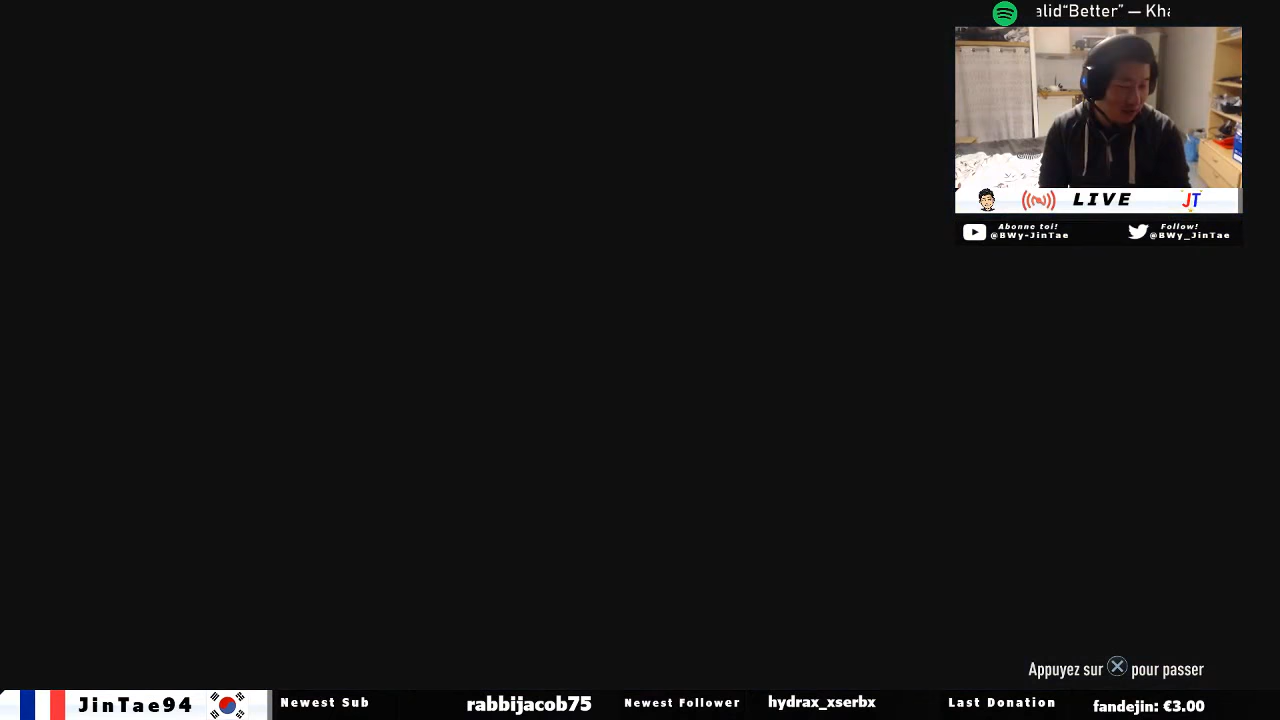 alid“Better” — Kha
LIVE
JT
Abonne toi!
@BWy-JinTae
Follow!
@BWy_JinTae
Appuyez sur pour passer
JinTae94
Newest Sub
rabbijacob75
Newest Follower
hydrax_xserbx
Last Donation
fandejin: €3.00